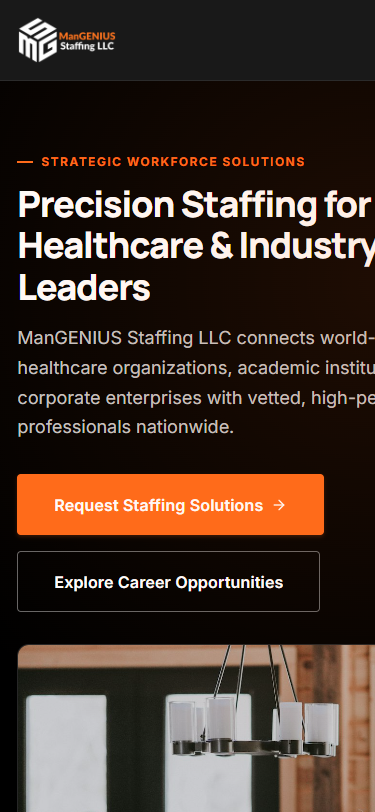 ManGENIUS
Staffing LLC
STRATEGIC WORKFORCE SOLUTIONS
Precision Staffing for
Healthcare & Industry
Leaders
ManGENIUS Staffing LLC connects world-
healthcare organizations, academic institu
corporate enterprises with vetted, high-pe
professionals nationwide.
Request Staffing Solutions →
Explore Career Opportunities